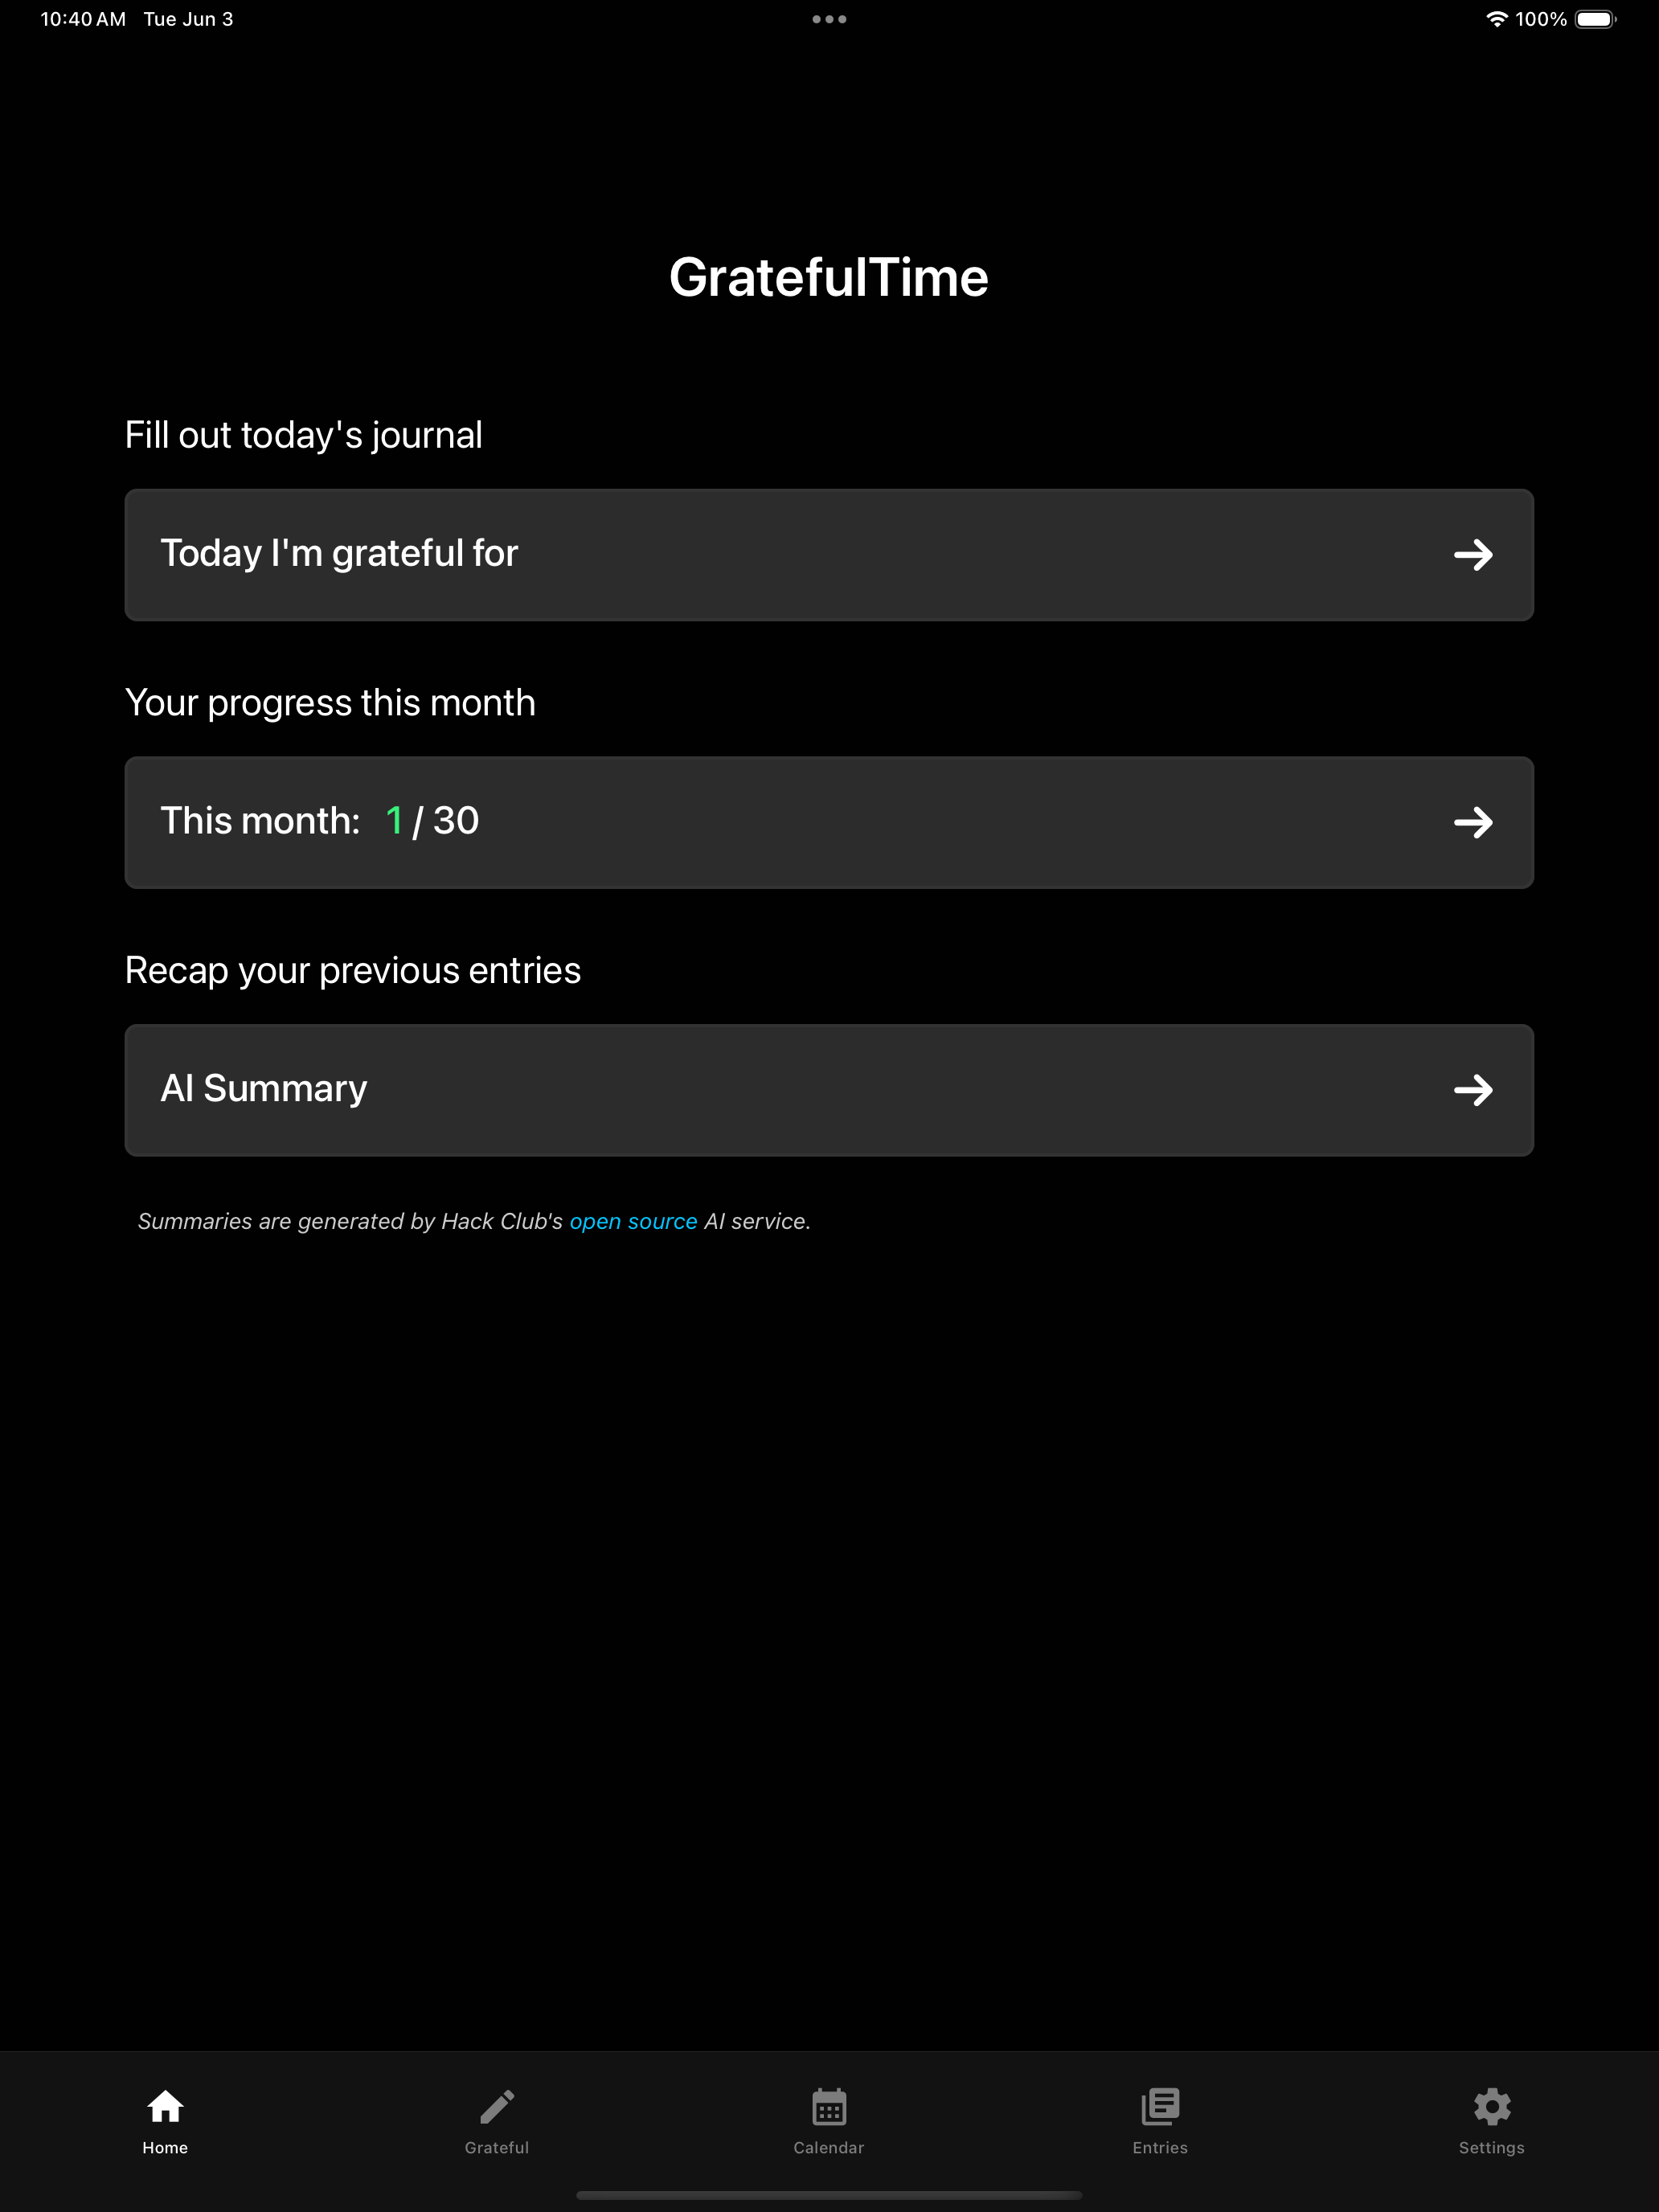 10:40 AM Tue Jun 3
100%
GratefulTime
Fill out today's journal
Today I'm grateful for
Your progress this month
This month: 1 / 30
Recap your previous entries
AI Summary
Summaries are generated by Hack Club's open source AI service.
Home Grateful Calendar Entries Settings